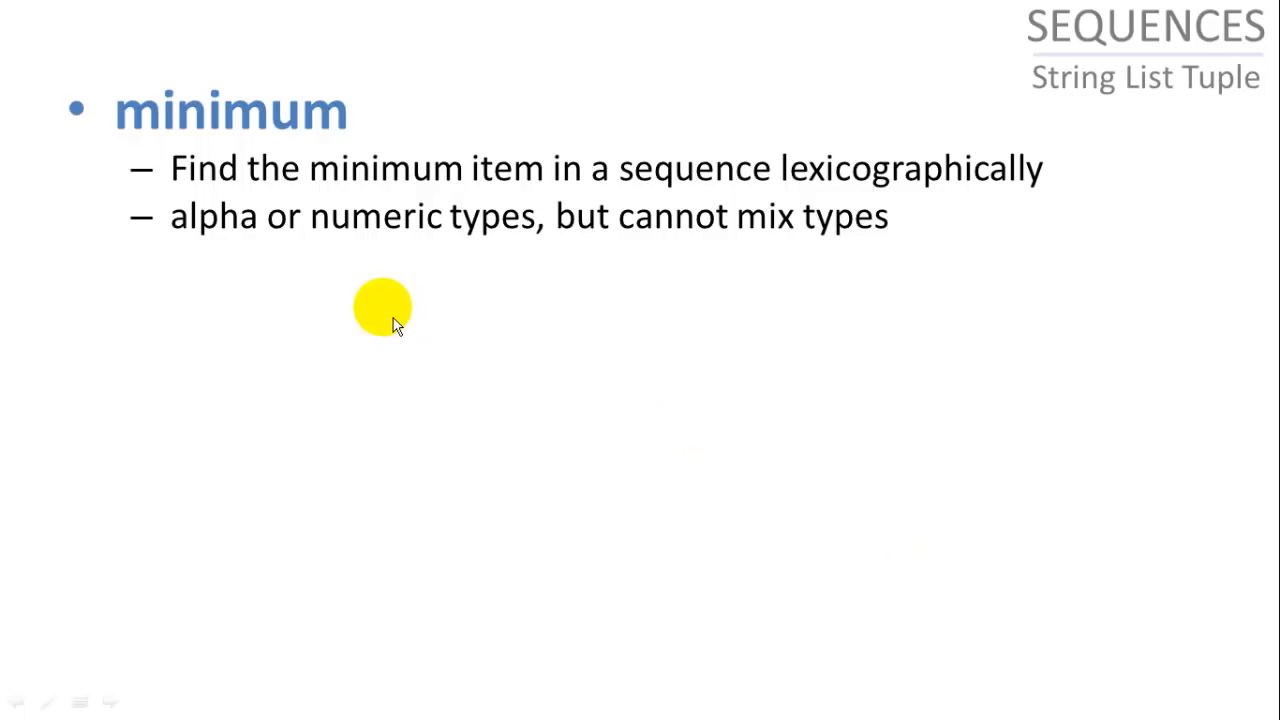 SEQUENCES
String List Tuple
• minimum
– Find the minimum item in a sequence lexicographically
– alpha or numeric types, but cannot mix types